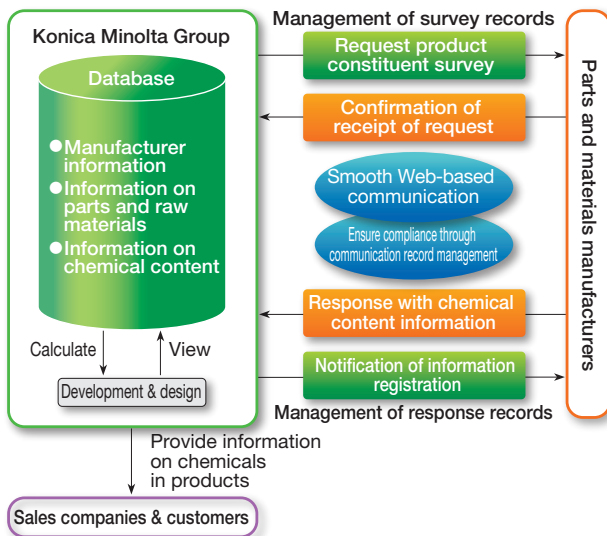 Konica Minolta Group
Database
●Manufacturer
information
●Information on
parts and raw
materials
●Information on
chemical content
Calculate
View
Development & design
Provide information
on chemicals
in products
Sales companies & customers
Management of survey records
Request product
constituent survey
Confirmation of
receipt of request
Smooth Web-based
communication
Ensure compliance through
communication record management
Response with chemical
content information
Notification of information
registration
Management of response records
Parts and materials manufacturers